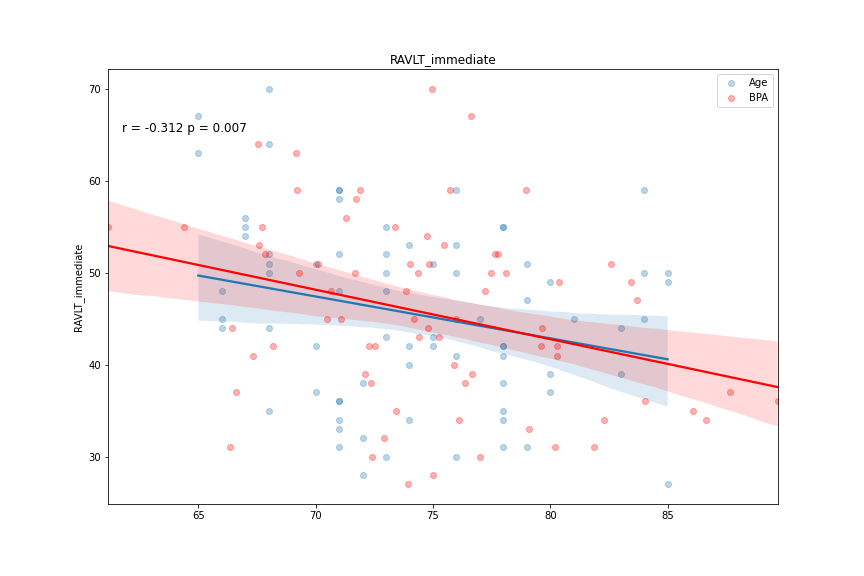 RAVLT_immediate
Age
BPA
r = -0.312 p = 0.007
RAVLT_immediate
70
60
50
40
30
65
70
75
80
85